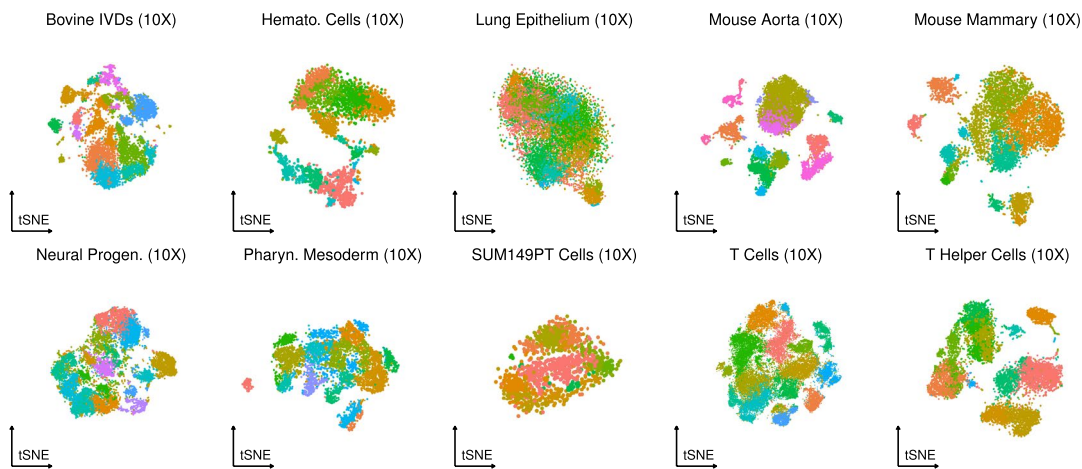 Bovine IVDs (10X)
Hemato. Cells (10X)
Lung Epithelium (10X)
Mouse Aorta (10X)
Mouse Mammary (10X)
tSNE
tSNE
tSNE
tSNE
tSNE
Neural Progen. (10X)
Pharyn. Mesoderm (10X)
SUM149PT Cells (10X)
T Cells (10X)
T Helper Cells (10X)
tSNE
tSNE
tSNE
tSNE
tSNE